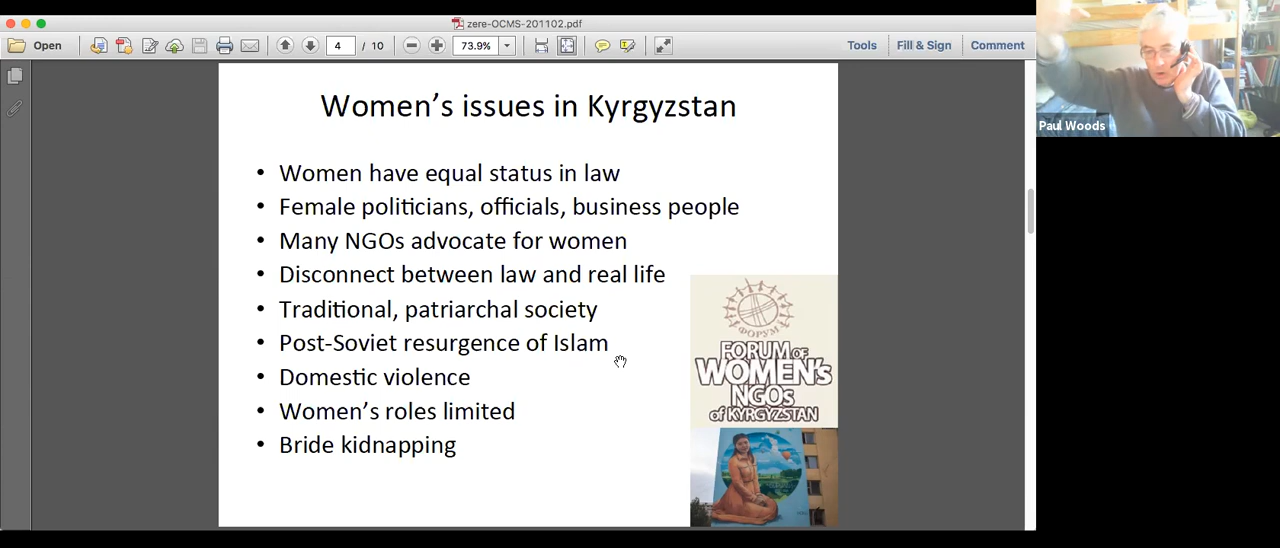 zere-OCMS-201102.pdf
Open
4 / 10
73.9%
Tools
Fill & Sign
Comment
Paul Woods
Women's issues in Kyrgyzstan
• Women have equal status in law
• Female politicians, officials, business people
• Many NGOs advocate for women
• Disconnect between law and real life
• Traditional, patriarchal society
• Post-Soviet resurgence of Islam
• Domestic violence
• Women's roles limited
• Bride kidnapping
ФОРУМ
FORUM OF
WOMEN's
NGOs
of KYRGYZSTAN